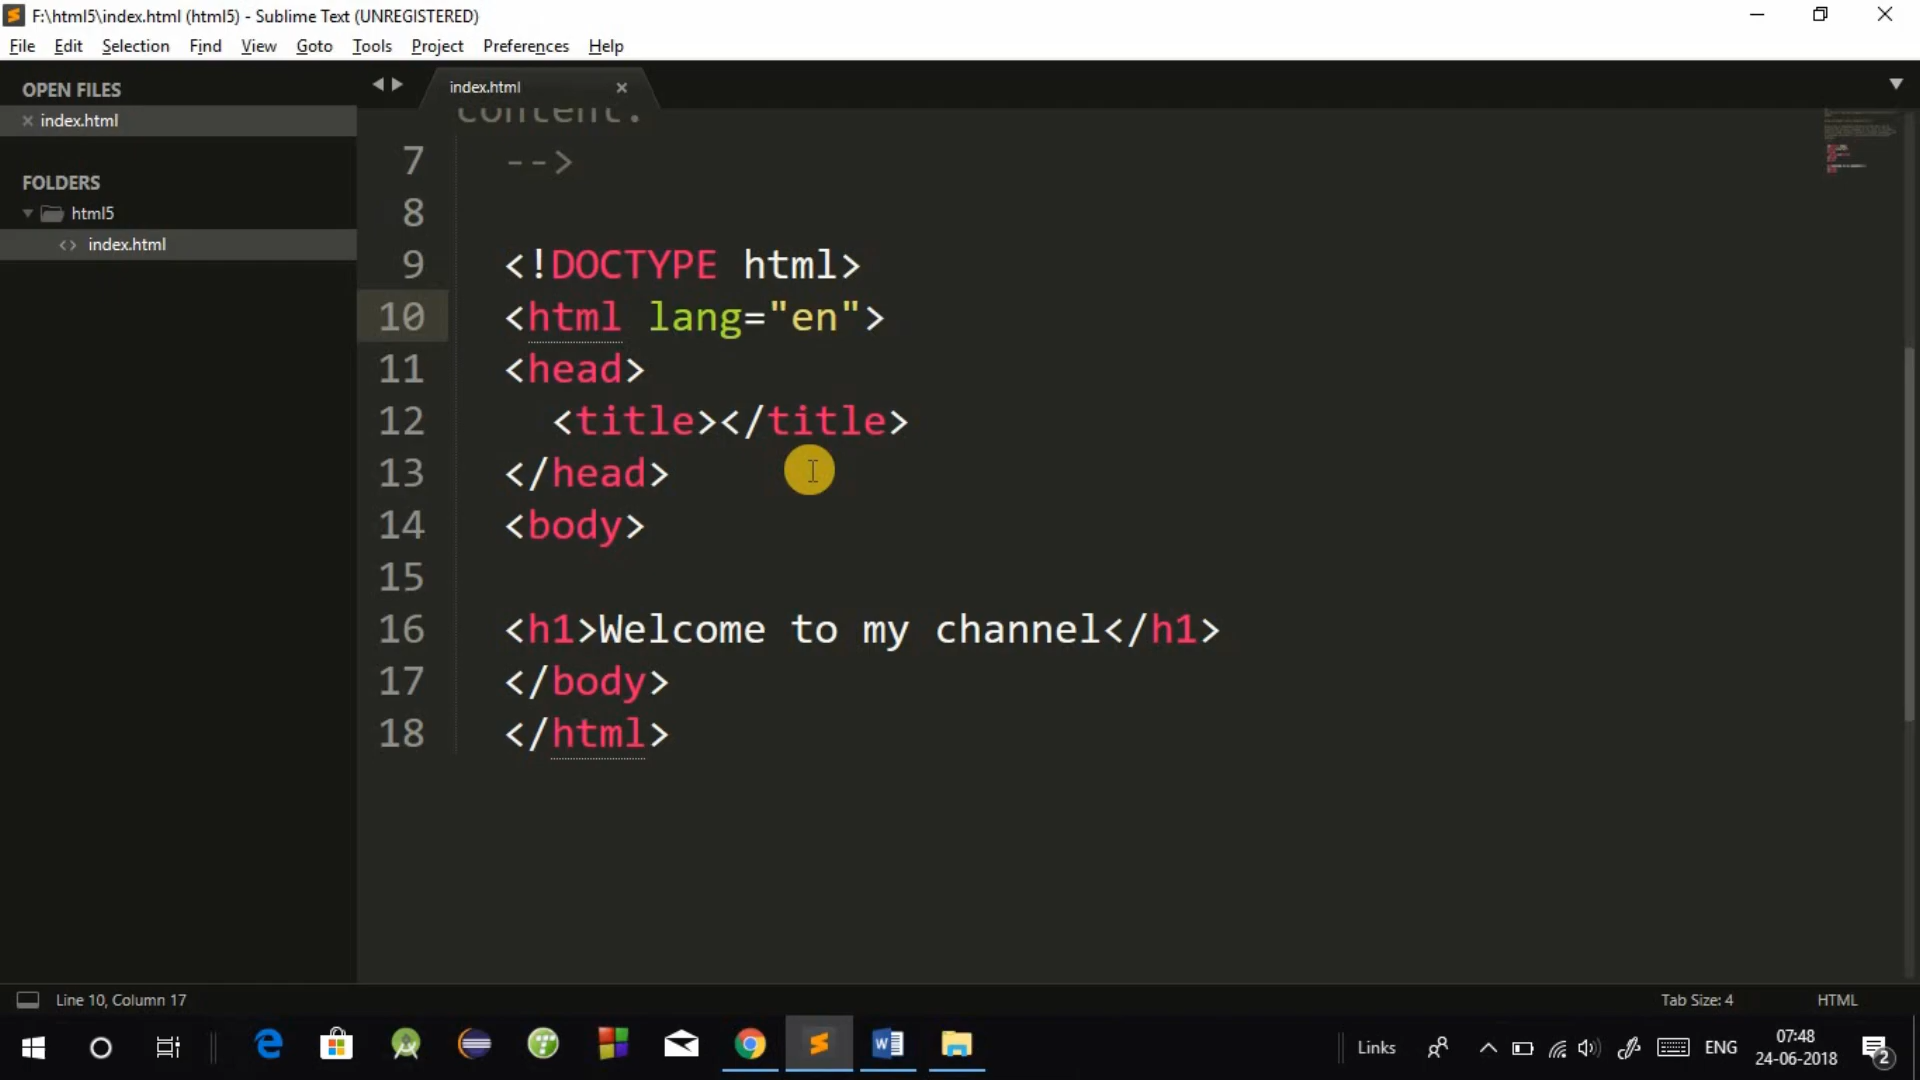 F:\html5\index.html (html5) - Sublime Text (UNREGISTERED)
File Edit Selection Find View Goto Tools Project Preferences Help
OPEN FILES
index.html
FOLDERS
html5
index.html
index.html
content.
7 -->
8
9 <!DOCTYPE html>
10 <html lang="en">
11 <head>
12 <title></title>
13 </head>
14 <body>
15
16 <h1>Welcome to my channel</h1>
17 </body>
18 </html>
Line 10, Column 17
Tab Size: 4
HTML
Links
ENG
07:48
24-06-2018
2